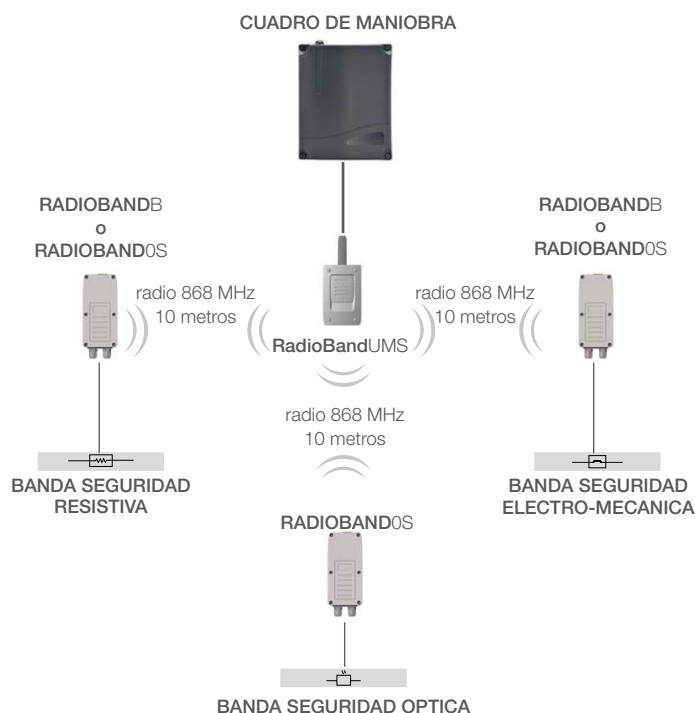 CUADRO DE MANIOBRA
RADIOBANDB
o
RADIOBAND0S
radio 868 MHz
10 metros
RadioBandUMS
radio 868 MHz
10 metros
RADIOBANDB
o
RADIOBAND0S
radio 868 MHz
10 metros
BANDA SEGURIDAD
RESISTIVA
BANDA SEGURIDAD
ELECTRO-MECANICA
RADIOBAND0S
BANDA SEGURIDAD OPTICA